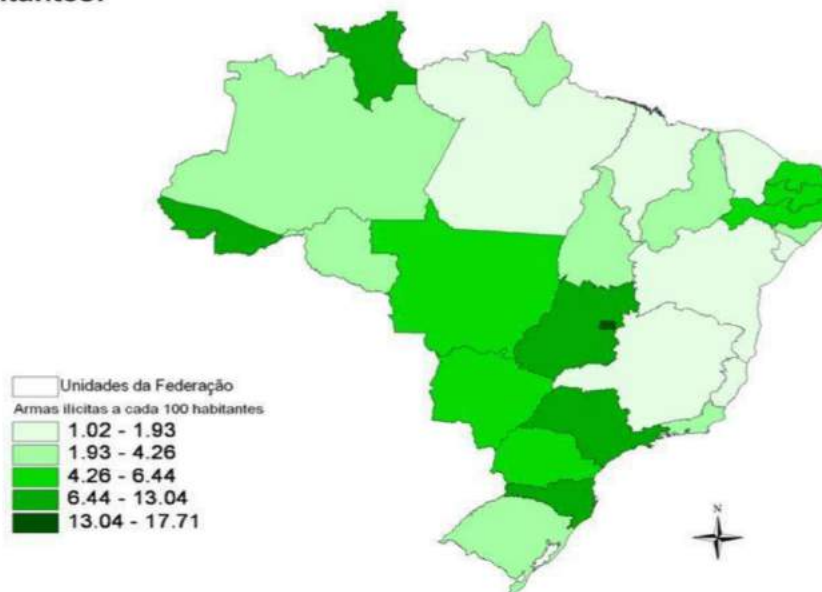 Unidades da Federação
Armas ilícitas a cada 100 habitantes
1.02 - 1.93
1.93 - 4.26
4.26 - 6.44
6.44 - 13.04
13.04 - 17.71
N